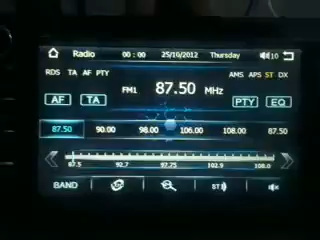 Radio 00 : 00 25/10/2012 Thursday 10
RDS TA AF PTY AMS APS ST DX
FM1 87.50 MHz
AF TA PTY EQ
87.50 90.00 98.00 106.00 108.00 87.50
87.5 92.7 97.75 102.9 108.0
BAND ST